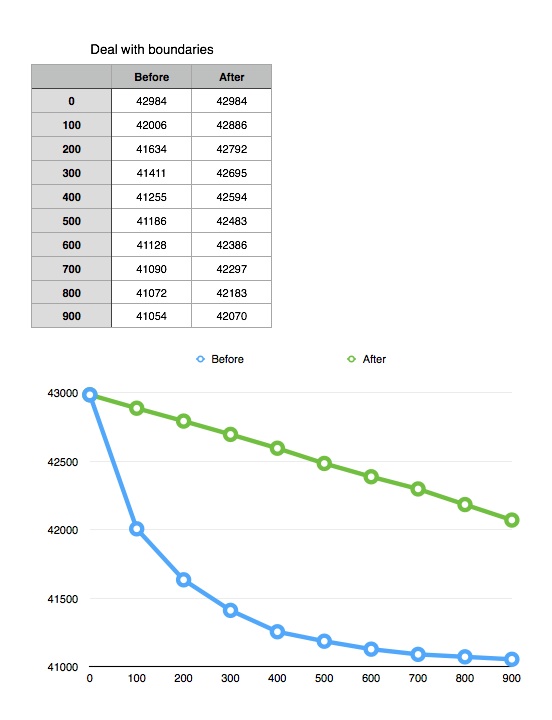 Deal with boundaries
Before After
0 42984 42984
100 42006 42886
200 41634 42792
300 41411 42695
400 41255 42594
500 41186 42483
600 41128 42386
700 41090 42297
800 41072 42183
900 41054 42070
Before After
43000
42500
42000
41500
41000
0 100 200 300 400 500 600 700 800 900